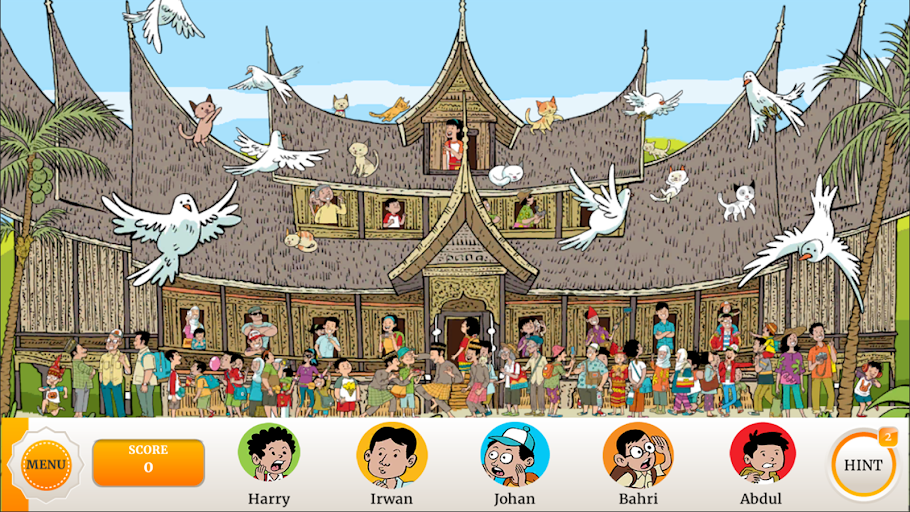 MENU
SCORE
0
Harry
Irwan
Johan
Bahri
Abdul
2
HINT